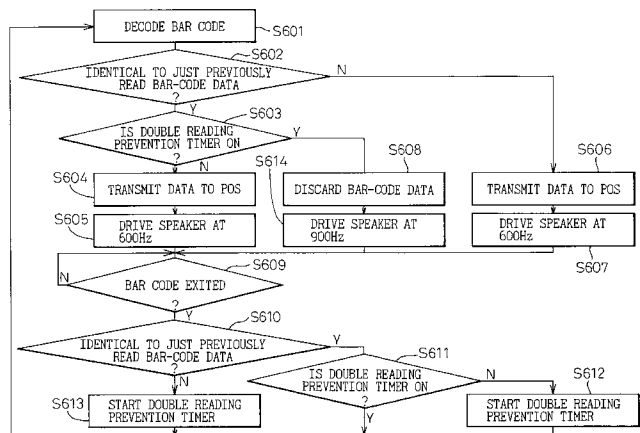 DECODE BAR CODE
S601
S602
IDENTICAL TO JUST PREVIOUSLY
READ BAR-CODE DATA
?
N
Y
S603
IS DOUBLE READING
PREVENTION TIMER ON
?
Y
N
S604
TRANSMIT DATA TO POS
S614
S608
DISCARD BAR-CODE DATA
S606
TRANSMIT DATA TO POS
S605
DRIVE SPEAKER AT
600Hz
DRIVE SPEAKER AT
900Hz
DRIVE SPEAKER AT
600Hz
S607
S609
N
BAR CODE EXITED
?
Y
S610
IDENTICAL TO JUST PREVIOUSLY
READ BAR-CODE DATA
?
Y
N
S611
IS DOUBLE READING
PREVENTION TIMER ON
?
N
Y
S612
START DOUBLE READING
PREVENTION TIMER
S613
START DOUBLE READING
PREVENTION TIMER